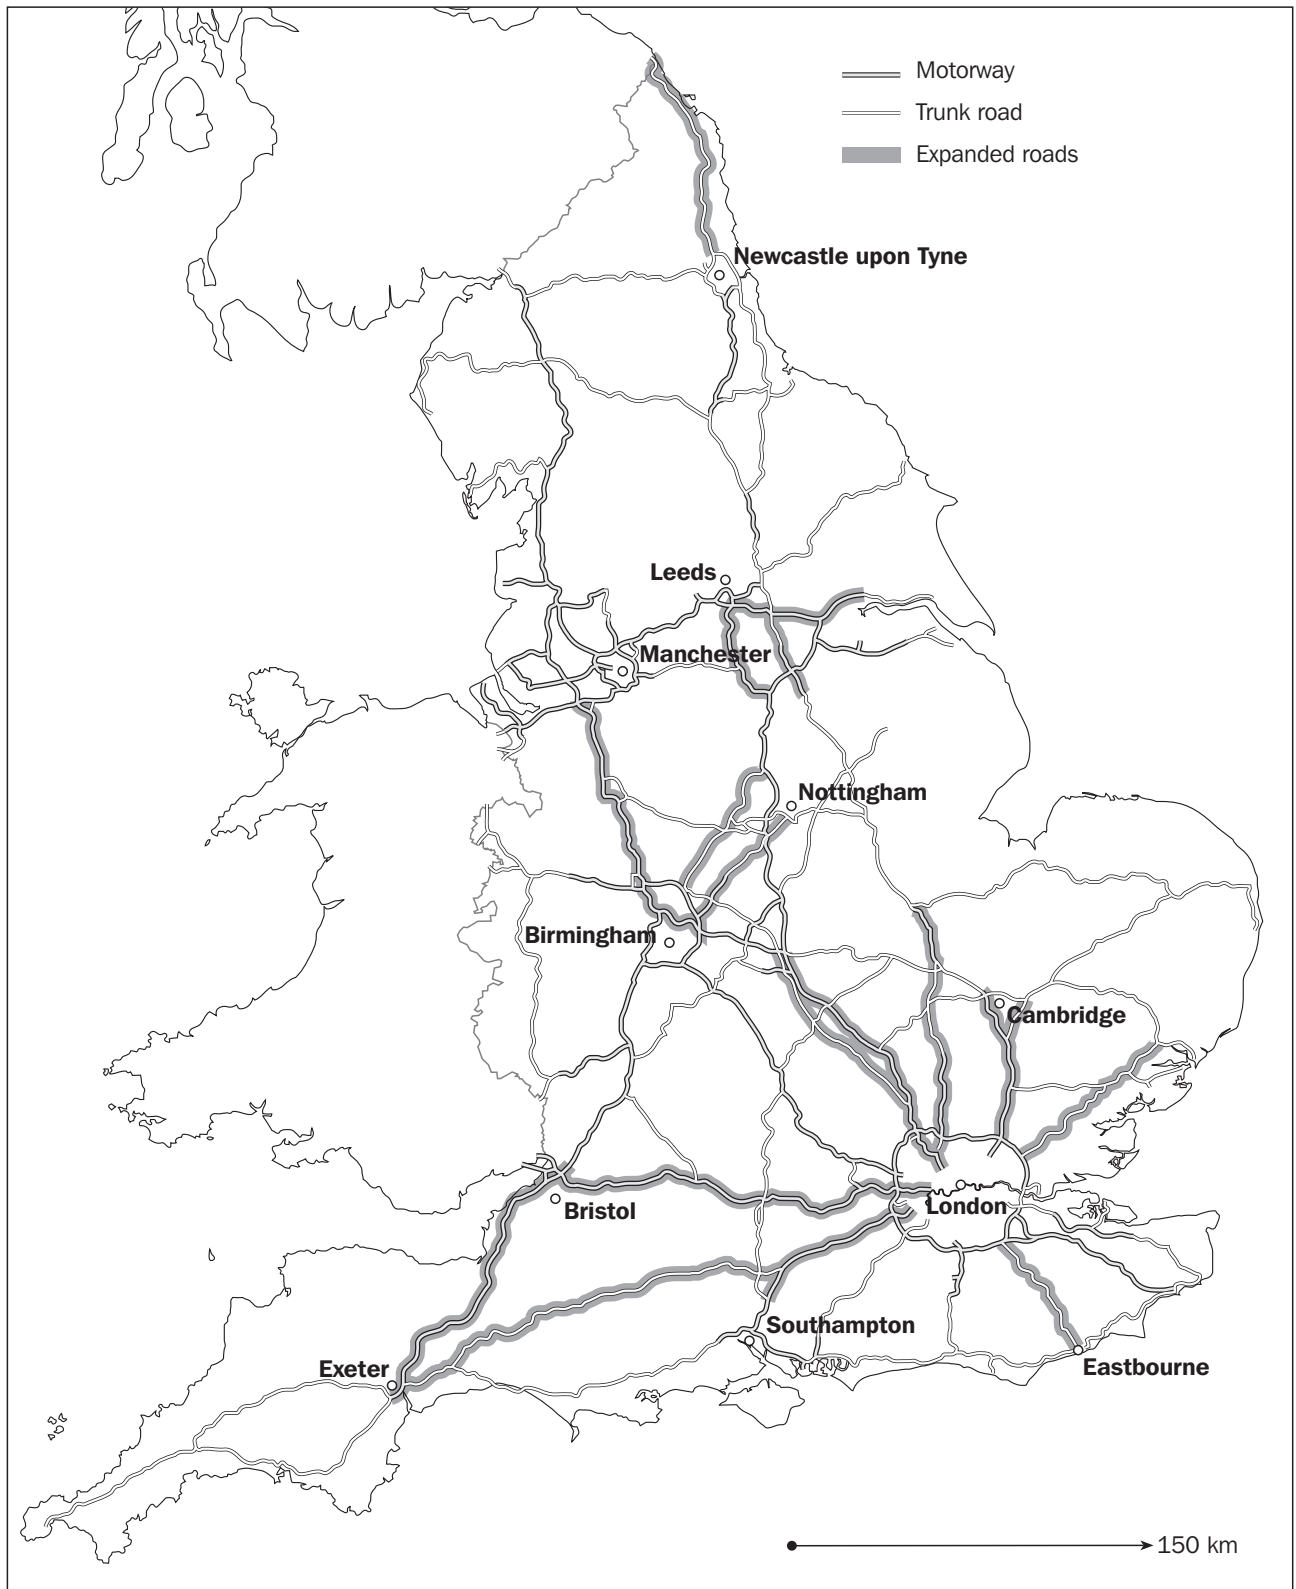 Motorway
Trunk road
Expanded roads
Newcastle upon Tyne
Leeds
Manchester
Nottingham
Birmingham
Cambridge
London
Bristol
Southampton
Exeter
Eastbourne
150 km